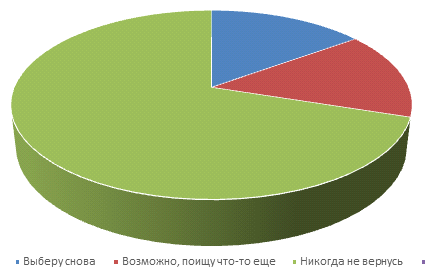 Выберу снова Возможно, поищу что-то еще Никогда не вернусь